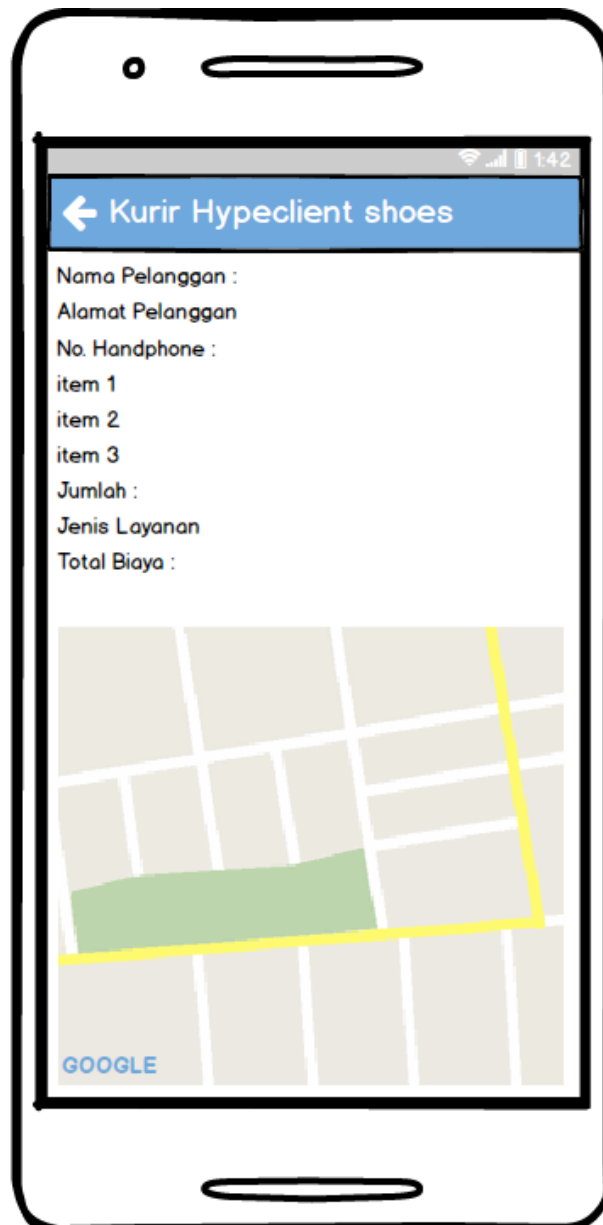 1:42
Kurir Hypeclient shoes
Nama Pelanggan :
Alamat Pelanggan
No. Handphone :
item 1
item 2
item 3
Jumlah :
Jenis Layanan
Total Biaya :
GOOGLE